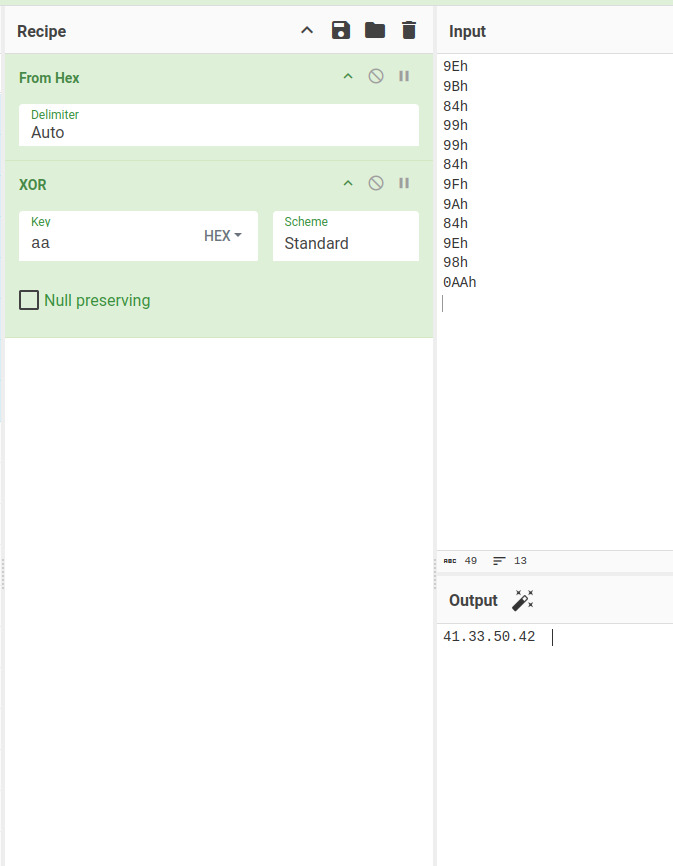 Recipe
From Hex
Delimiter
Auto
XOR
Key
aa
HEX
Scheme
Standard
Null preserving
Input
9Eh
9Bh
84h
99h
99h
84h
9Fh
9Ah
84h
9Eh
98h
0AAh
ABC 49 13
Output
41.33.50.42